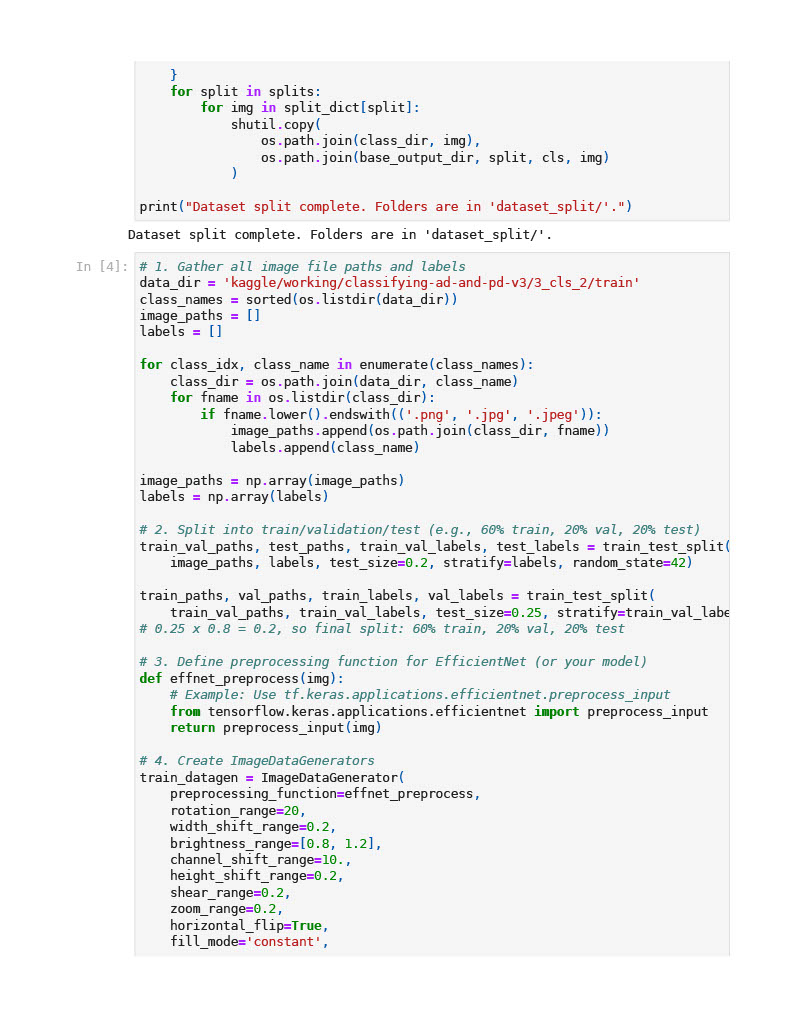 }
    for split in splits:
        for img in split_dict[split]:
            shutil.copy(
                os.path.join(class_dir, img),
                os.path.join(base_output_dir, split, cls, img)
            )

print("Dataset split complete. Folders are in 'dataset_split/'.")
Dataset split complete. Folders are in 'dataset_split/'.
In [4]:
# 1. Gather all image file paths and labels
data_dir = 'kaggle/working/classifying-ad-and-pd-v3/3_cls_2/train'
class_names = sorted(os.listdir(data_dir))
image_paths = []
labels = []

for class_idx, class_name in enumerate(class_names):
    class_dir = os.path.join(data_dir, class_name)
    for fname in os.listdir(class_dir):
        if fname.lower().endswith(('.png', '.jpg', '.jpeg')):
            image_paths.append(os.path.join(class_dir, fname))
            labels.append(class_name)

image_paths = np.array(image_paths)
labels = np.array(labels)

# 2. Split into train/validation/test (e.g., 60% train, 20% val, 20% test)
train_val_paths, test_paths, train_val_labels, test_labels = train_test_split(
    image_paths, labels, test_size=0.2, stratify=labels, random_state=42)

train_paths, val_paths, train_labels, val_labels = train_test_split(
    train_val_paths, train_val_labels, test_size=0.25, stratify=train_val_labe
# 0.25 x 0.8 = 0.2, so final split: 60% train, 20% val, 20% test

# 3. Define preprocessing function for EfficientNet (or your model)
def effnet_preprocess(img):
    # Example: Use tf.keras.applications.efficientnet.preprocess_input
    from tensorflow.keras.applications.efficientnet import preprocess_input
    return preprocess_input(img)

# 4. Create ImageDataGenerators
train_datagen = ImageDataGenerator(
    preprocessing_function=effnet_preprocess,
    rotation_range=20,
    width_shift_range=0.2,
    brightness_range=[0.8, 1.2],
    channel_shift_range=10.,
    height_shift_range=0.2,
    shear_range=0.2,
    zoom_range=0.2,
    horizontal_flip=True,
    fill_mode='constant',